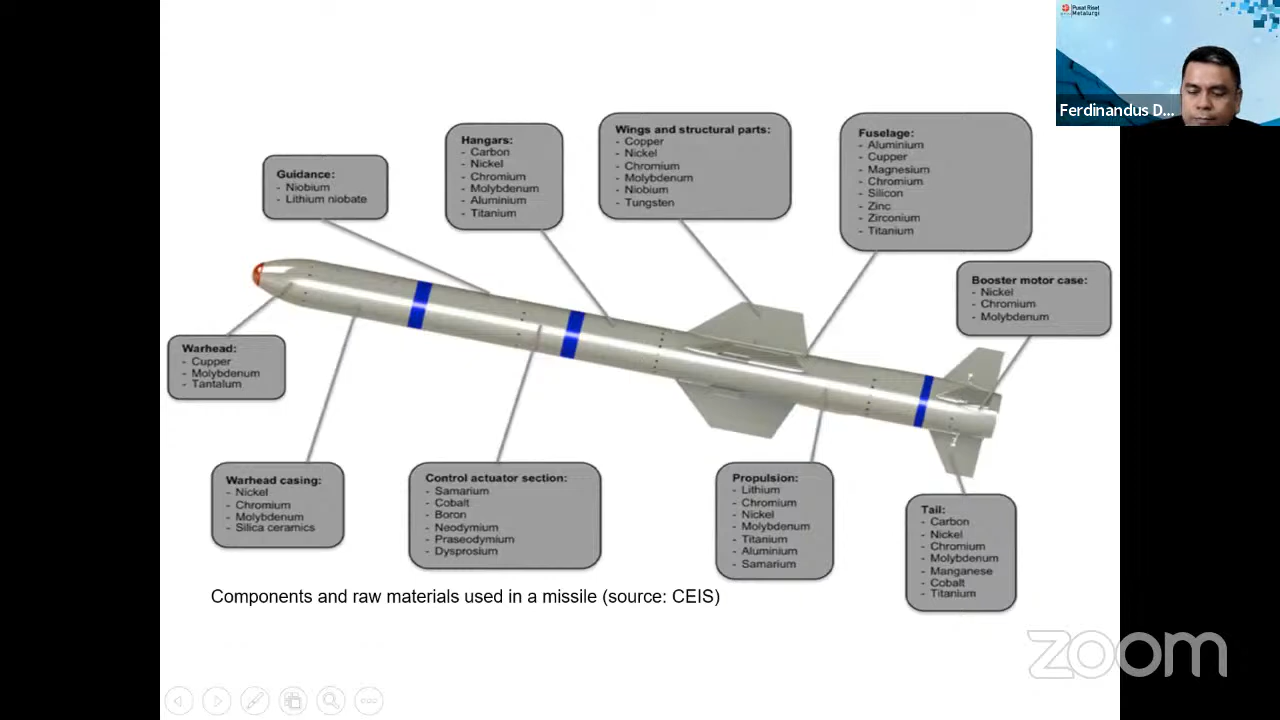 Pusat Riset
Metalurgi
Ferdinandus D...
Guidance:
- Niobium
- Lithium niobate
Hangars:
- Carbon
- Nickel
- Chromium
- Molybdenum
- Aluminium
- Titanium
Wings and structural parts:
- Copper
- Nickel
- Chromium
- Molybdenum
- Niobium
- Tungsten
Fuselage:
- Aluminium
- Cupper
- Magnesium
- Chromium
- Silicon
- Zinc
- Zirconium
- Titanium
Booster motor case:
- Nickel
- Chromium
- Molybdenum
Warhead:
- Cupper
- Molybdenum
- Tantalum
Warhead casing:
- Nickel
- Chromium
- Molybdenum
- Silica ceramics
Control actuator section:
- Samarium
- Cobalt
- Boron
- Neodymium
- Praseodymium
- Dysprosium
Propulsion:
- Lithium
- Chromium
- Nickel
- Molybdenum
- Titanium
- Aluminium
- Samarium
Tail:
- Carbon
- Nickel
- Chromium
- Molybdenum
- Manganese
- Cobalt
- Titanium
Components and raw materials used in a missile (source: CEIS)
zoom